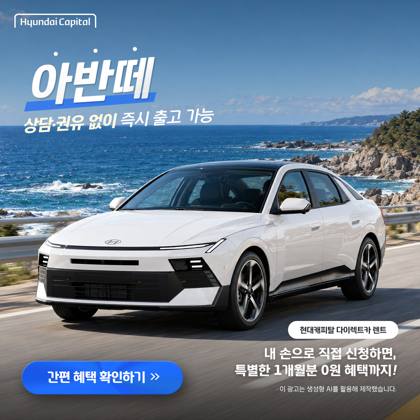 Hyundai Capital
아반떼
상담·권유 없이 즉시 출고 가능
현대캐피탈 다이렉트카 렌트
내 손으로 직접 신청하면,
특별한 1개월분 0원 혜택까지!
간편 혜택 확인하기 »
이 광고는 생성형 AI를 활용해 제작했습니다.